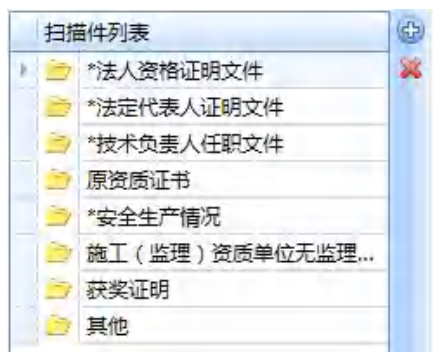 扫描件列表
*法人资格证明文件
*法定代表人证明文件
*技术负责人任职文件
原资质证书
*安全生产情况
施工（监理）资质单位无监理...
获奖证明
其他